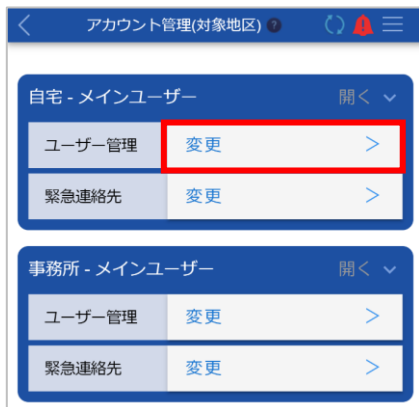 アカウント管理(対象地区) ?
自宅 - メインユーザー 開く
ユーザー管理 変更
緊急連絡先 変更
事務所 - メインユーザー 開く
ユーザー管理 変更
緊急連絡先 変更